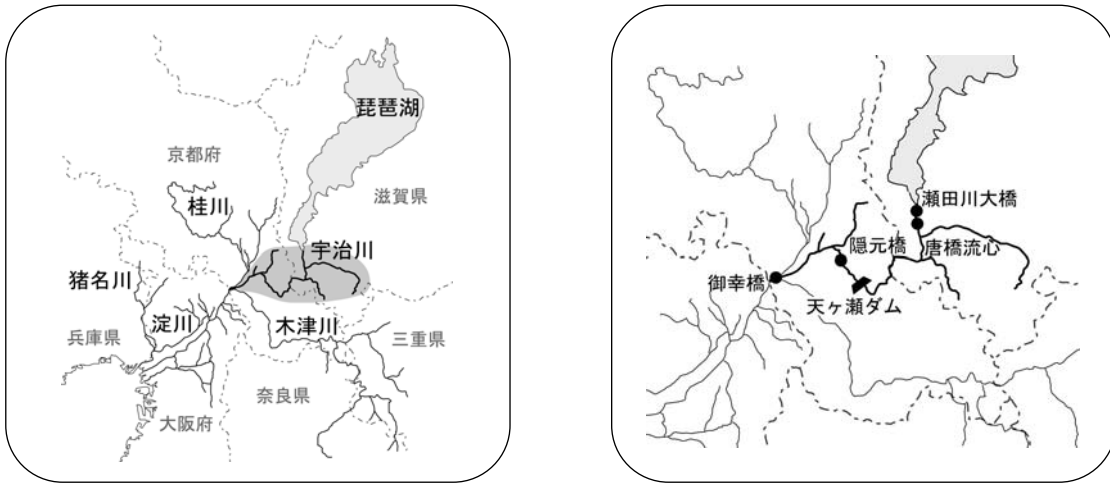 琵琶湖
京都府
滋賀県
桂川
宇治川
猪名川
淀川
木津川
兵庫県
三重県
奈良県
大阪府
瀬田川大橋
隠元橋
唐橋流心
御幸橋
天ヶ瀬ダム